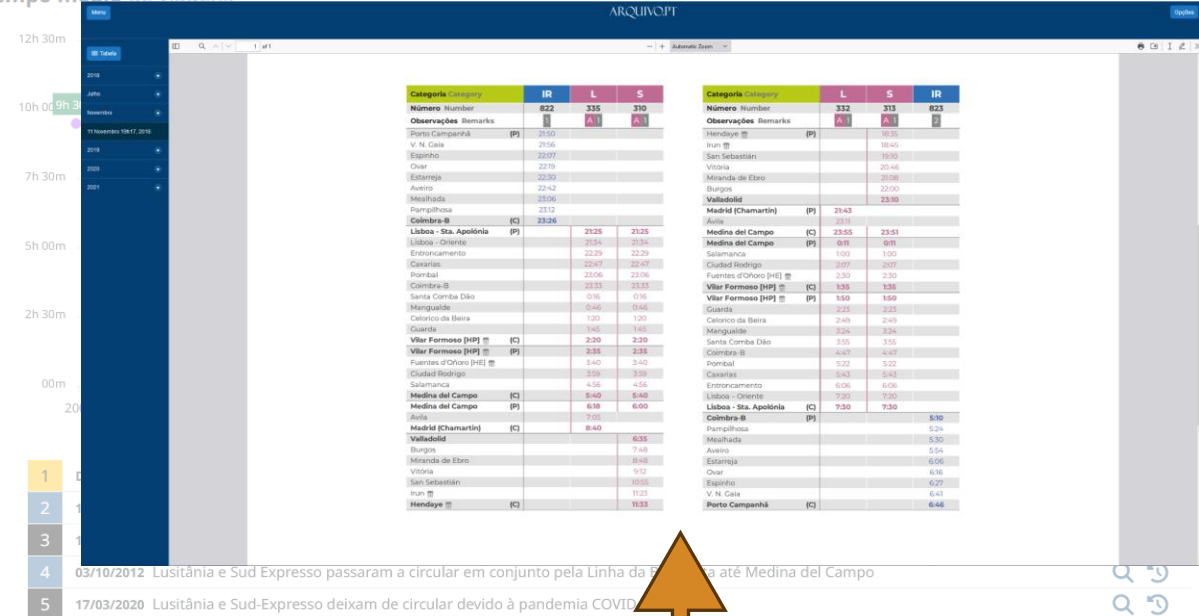 Menu
ARQUIVO.PT
Opções
Tabela
1 of 1
Automatic Zoom
2018
Julho
Novembro
11 Novembro 19h17, 2018
2019
2020
2021
12h 30m
10h 00
9h 3
7h 30m
5h 00m
2h 30m
00m
Categoria Category IR L S
Número Number 822 335 310
Observações Remarks 1 A 1 A 1
Porto Campanhã (P) 21:50
V. N. Gaia 21:56
Espinho 22:07
Ovar 22:19
Estarreja 22:30
Aveiro 22:42
Mealhada 23:06
Pampilhosa 23:12
Coimbra-B (C) 23:26
Lisboa - Sta. Apolónia (P) 21:25 21:25
Lisboa - Oriente 21:34 21:34
Entroncamento 22:29 22:29
Caxarias 22:47 22:47
Pombal 23:06 23:06
Coimbra-B 23:33 23:33
Santa Comba Dão 0:16 0:16
Mangualde 0:46 0:46
Celorico da Beira 1:20 1:20
Guarda 1:45 1:45
Vilar Formoso [HP] (C) 2:20 2:20
Vilar Formoso [HP] (P) 2:35 2:35
Fuentes d'Oñoro [HE] 3:40 3:40
Ciudad Rodrigo 3:59 3:59
Salamanca 4:56 4:56
Medina del Campo (C) 5:40 5:40
Medina del Campo (P) 6:18 6:00
Avila 7:05
Madrid (Chamartin) (C) 8:40
Valladolid 6:35
Burgos 7:48
Miranda de Ebro 8:48
Vitória 9:12
San Sebastián 10:55
Irun 11:23
Hendaye (C) 11:33
Categoria Category L S IR
Número Number 332 313 823
Observações Remarks A 1 A 1 2
Hendaye (P) 18:35
Irun 18:45
San Sebastián 19:10
Vitória 20:46
Miranda de Ebro 21:08
Burgos 22:00
Valladolid 23:10
Madrid (Chamartin) (P) 21:43
Ávila 23:11
Medina del Campo (C) 23:55 23:51
Medina del Campo (P) 0:11 0:11
Salamanca 1:00 1:00
Ciudad Rodrigo 2:07 2:07
Fuentes d'Oñoro [HE] 2:30 2:30
Vilar Formoso [HP] (C) 1:35 1:35
Vilar Formoso [HP] (P) 1:50 1:50
Guarda 2:23 2:23
Celorico da Beira 2:49 2:49
Mangualde 3:24 3:24
Santa Comba Dão 3:55 3:55
Coimbra-B 4:47 4:47
Pombal 5:22 5:22
Caxarias 5:43 5:43
Entroncamento 6:06 6:06
Lisboa - Oriente 7:20 7:20
Lisboa - Sta. Apolónia (C) 7:30 7:30
Coimbra-B (P) 5:10
Pampilhosa 5:24
Mealhada 5:30
Aveiro 5:54
Estarreja 6:06
Ovar 6:16
Espinho 6:27
V. N. Gaia 6:41
Porto Campanhã (C) 6:46
1
2
3
4 03/10/2012 Lusitânia e Sud Expresso passaram a circular em conjunto pela Linha da até Medina del Campo
5 17/03/2020 Lusitânia e Sud-Expresso deixam de circular devido à pandemia COVID